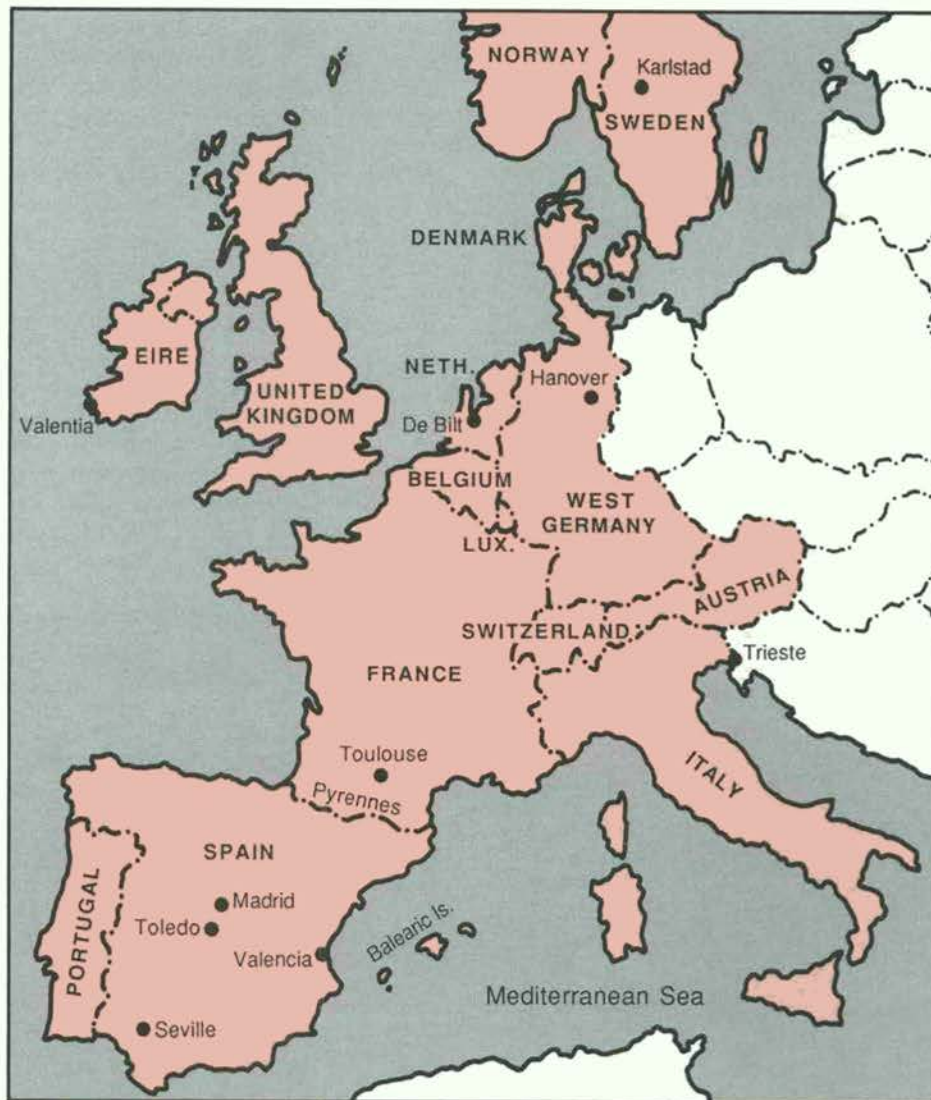 NORWAY
Karlstad
SWEDEN
DENMARK
EIRE
NETH.
Hanover
UNITED
KINGDOM
Valentia
De Bilt
BELGIUM
WEST
GERMANY
LUX.
AUSTRIA
SWITZERLAND
Trieste
FRANCE
Toulouse
ITALY
Pyrennes
SPAIN
Madrid
Toledo
PORTUGAL
Balearic Is.
Valencia
Mediterranean Sea
Seville